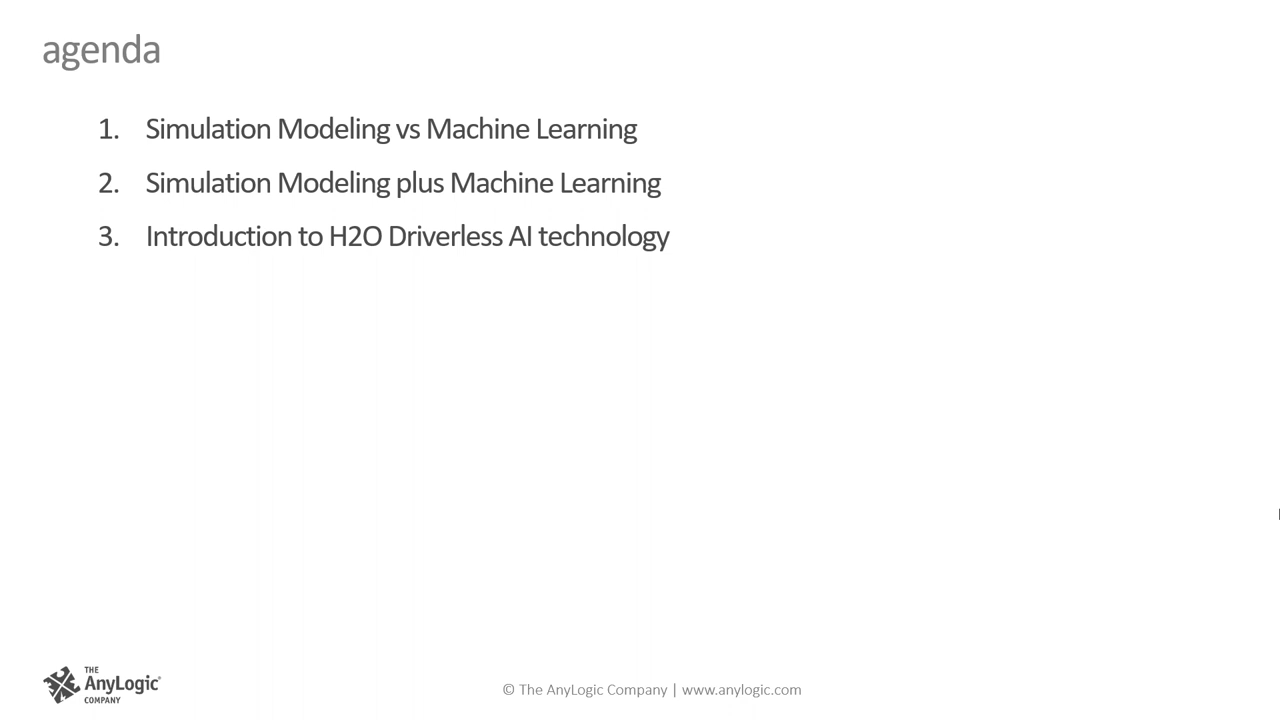 agenda
1. Simulation Modeling vs Machine Learning
2. Simulation Modeling plus Machine Learning
3. Introduction to H2O Driverless AI technology
THE
AnyLogic®
COMPANY
© The AnyLogic Company | www.anylogic.com